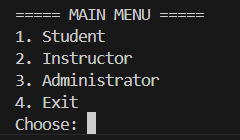 ===== MAIN MENU =====
1. Student
2. Instructor
3. Administrator
4. Exit
Choose: